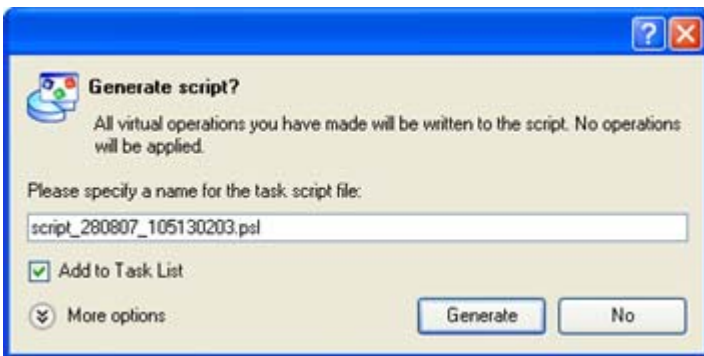 Generate script?
All virtual operations you have made will be written to the script. No operations
will be applied.
Please specify a name for the task script file:
script_280807_105130203.psl
Add to Task List
More options
Generate
No